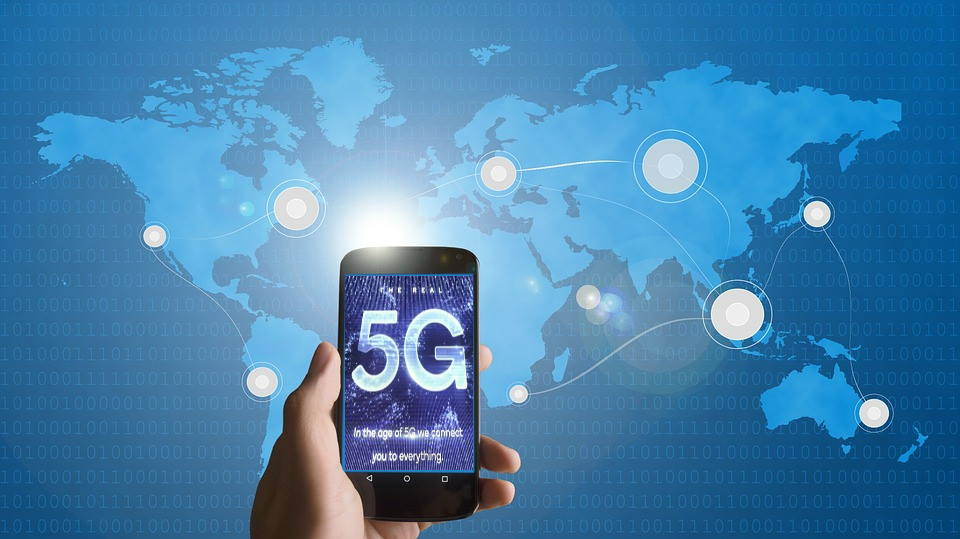 THE REAL
5G
In the age of 5G we connect
you to everything.